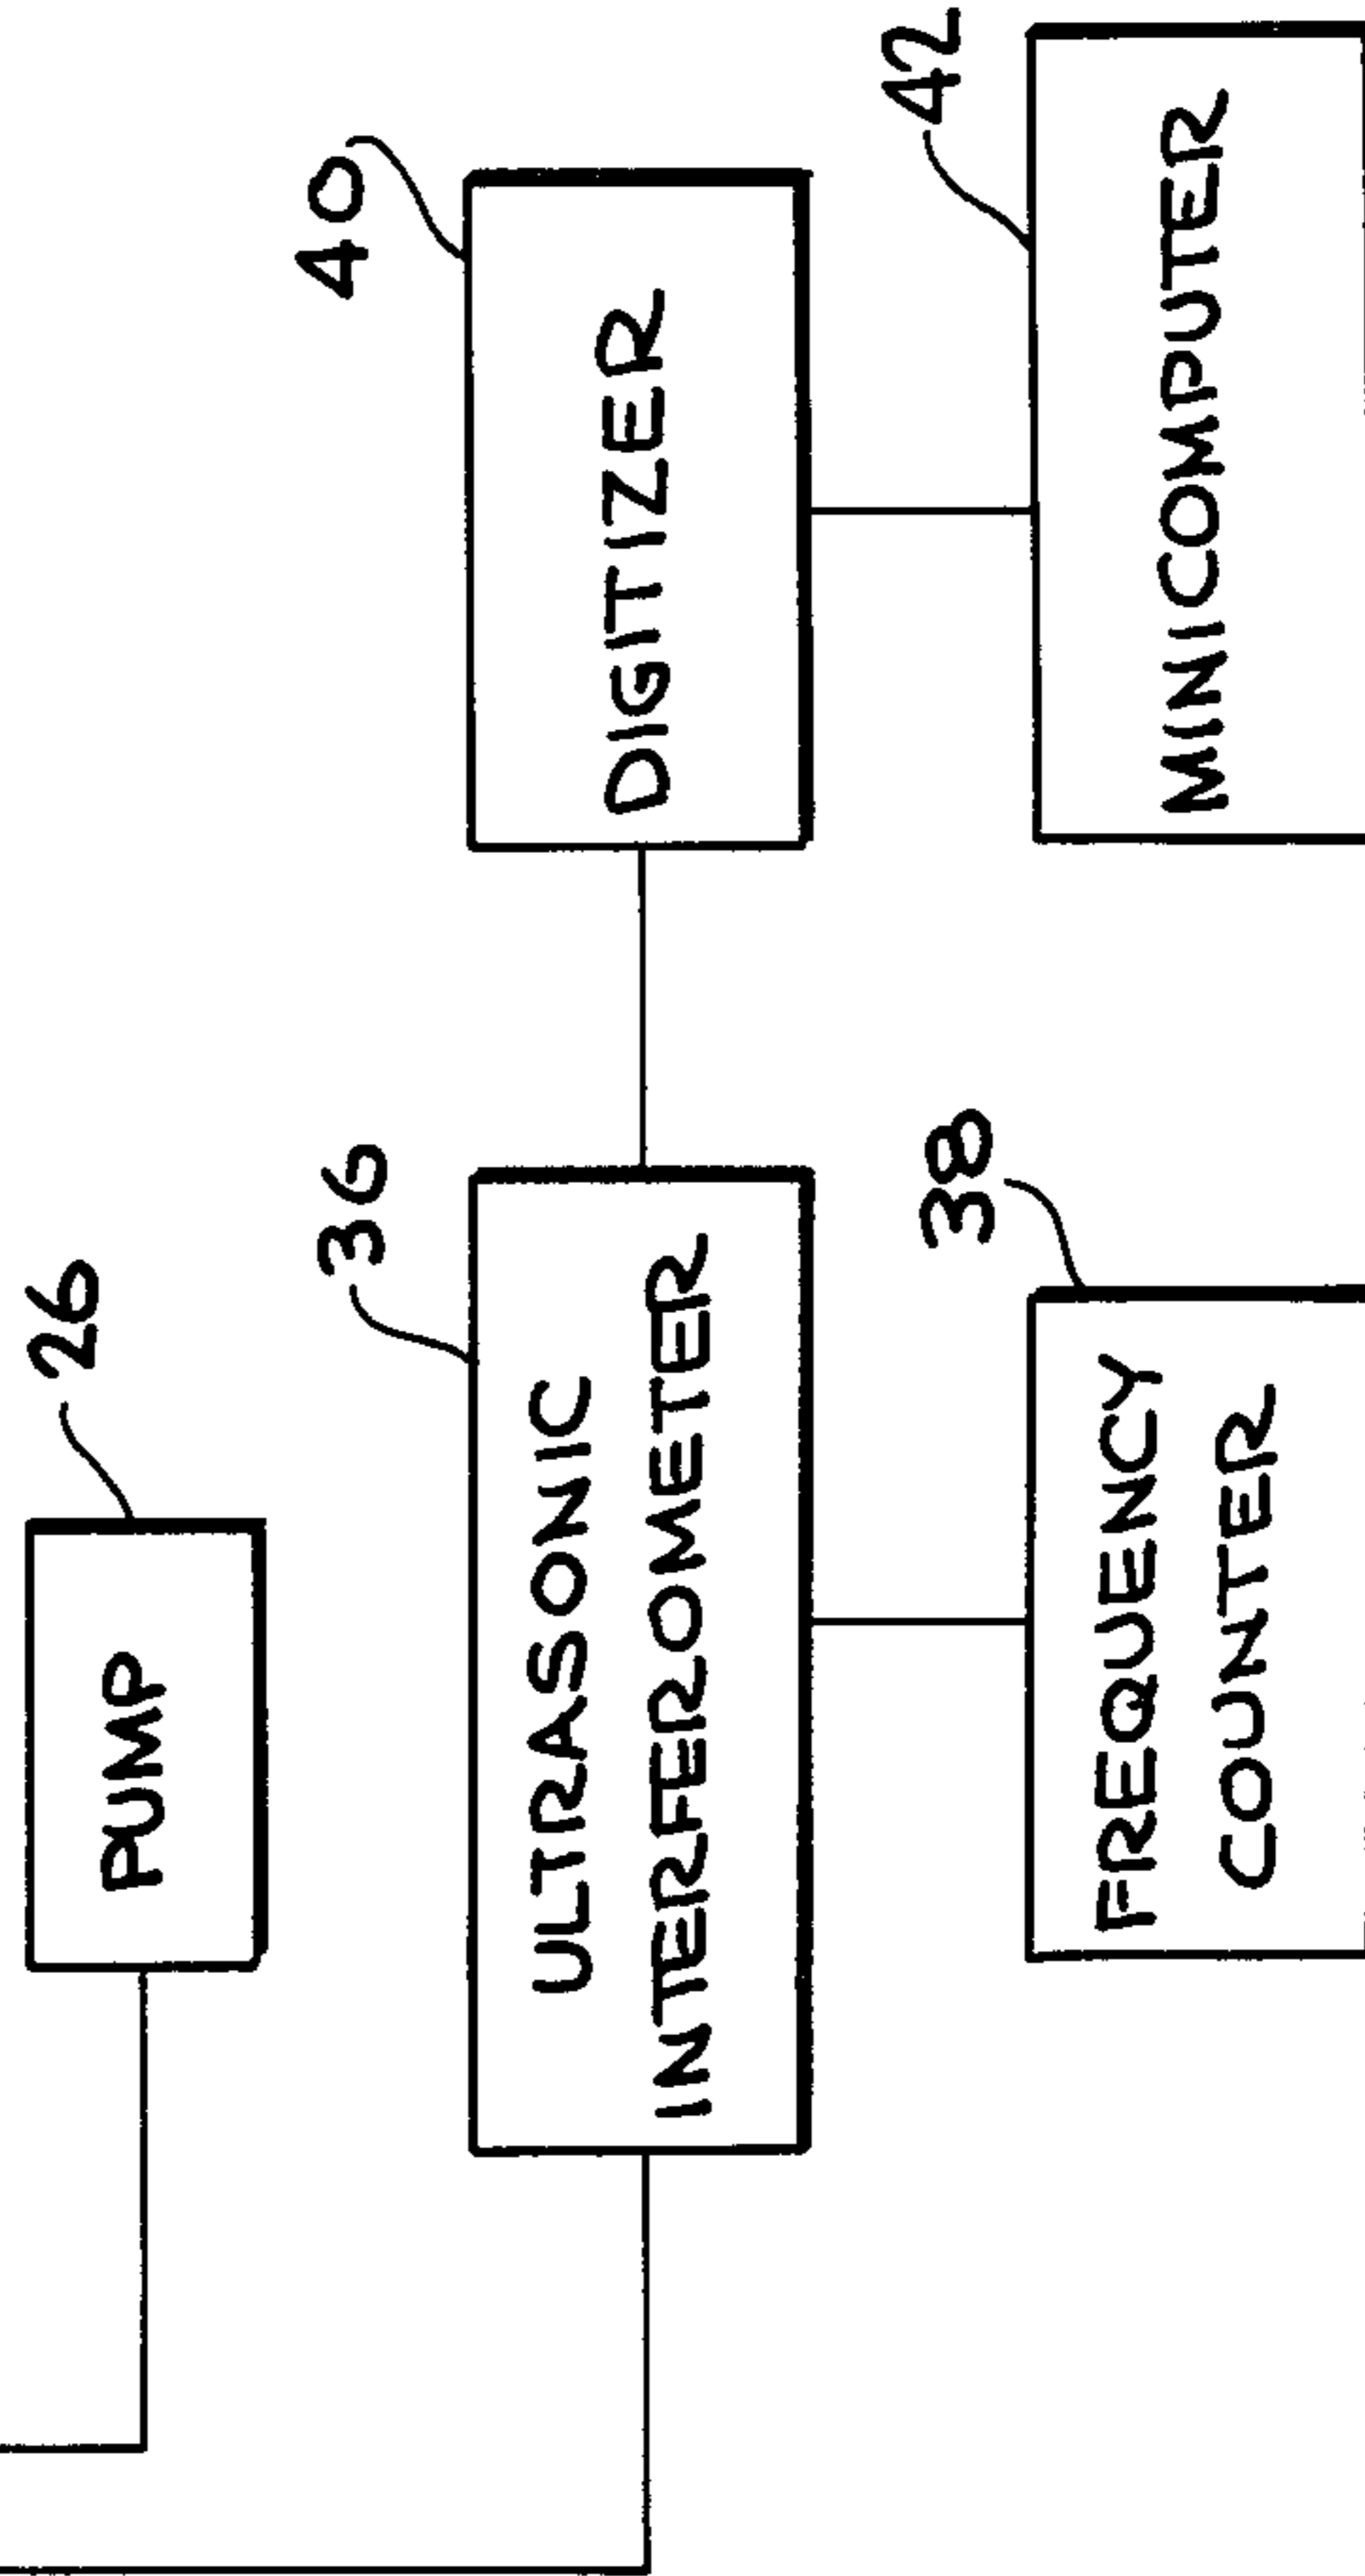 26
PUMP
36
40
ULTRASONIC
INTERFEROMETER
DIGITIZER
38
42
FREQUENCY
COUNTER
MINICOMPUTER